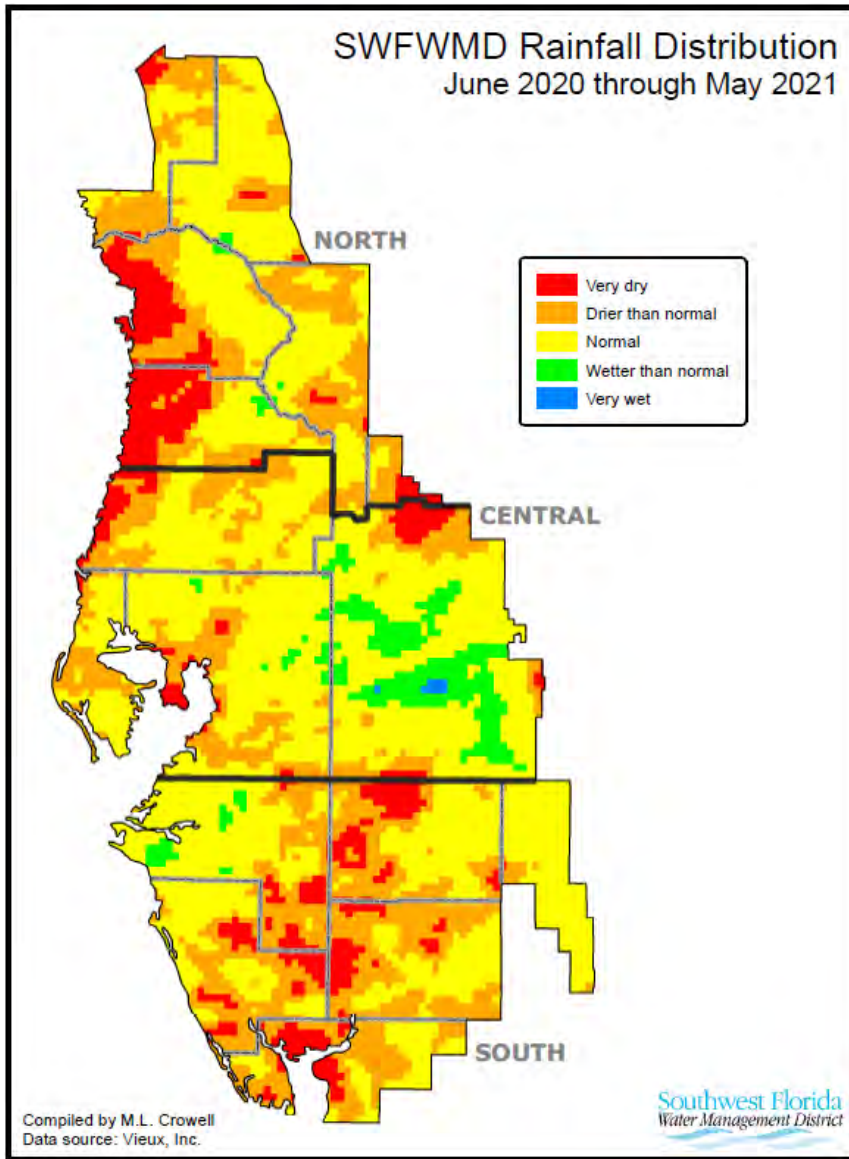 SWFWMD Rainfall Distribution
June 2020 through May 2021
NORTH
Very dry
Drier than normal
Normal
Wetter than normal
Very wet
CENTRAL
SOUTH
Compiled by M.L. Crowell
Data source: Vieux, Inc.
Southwest Florida
Water Management District